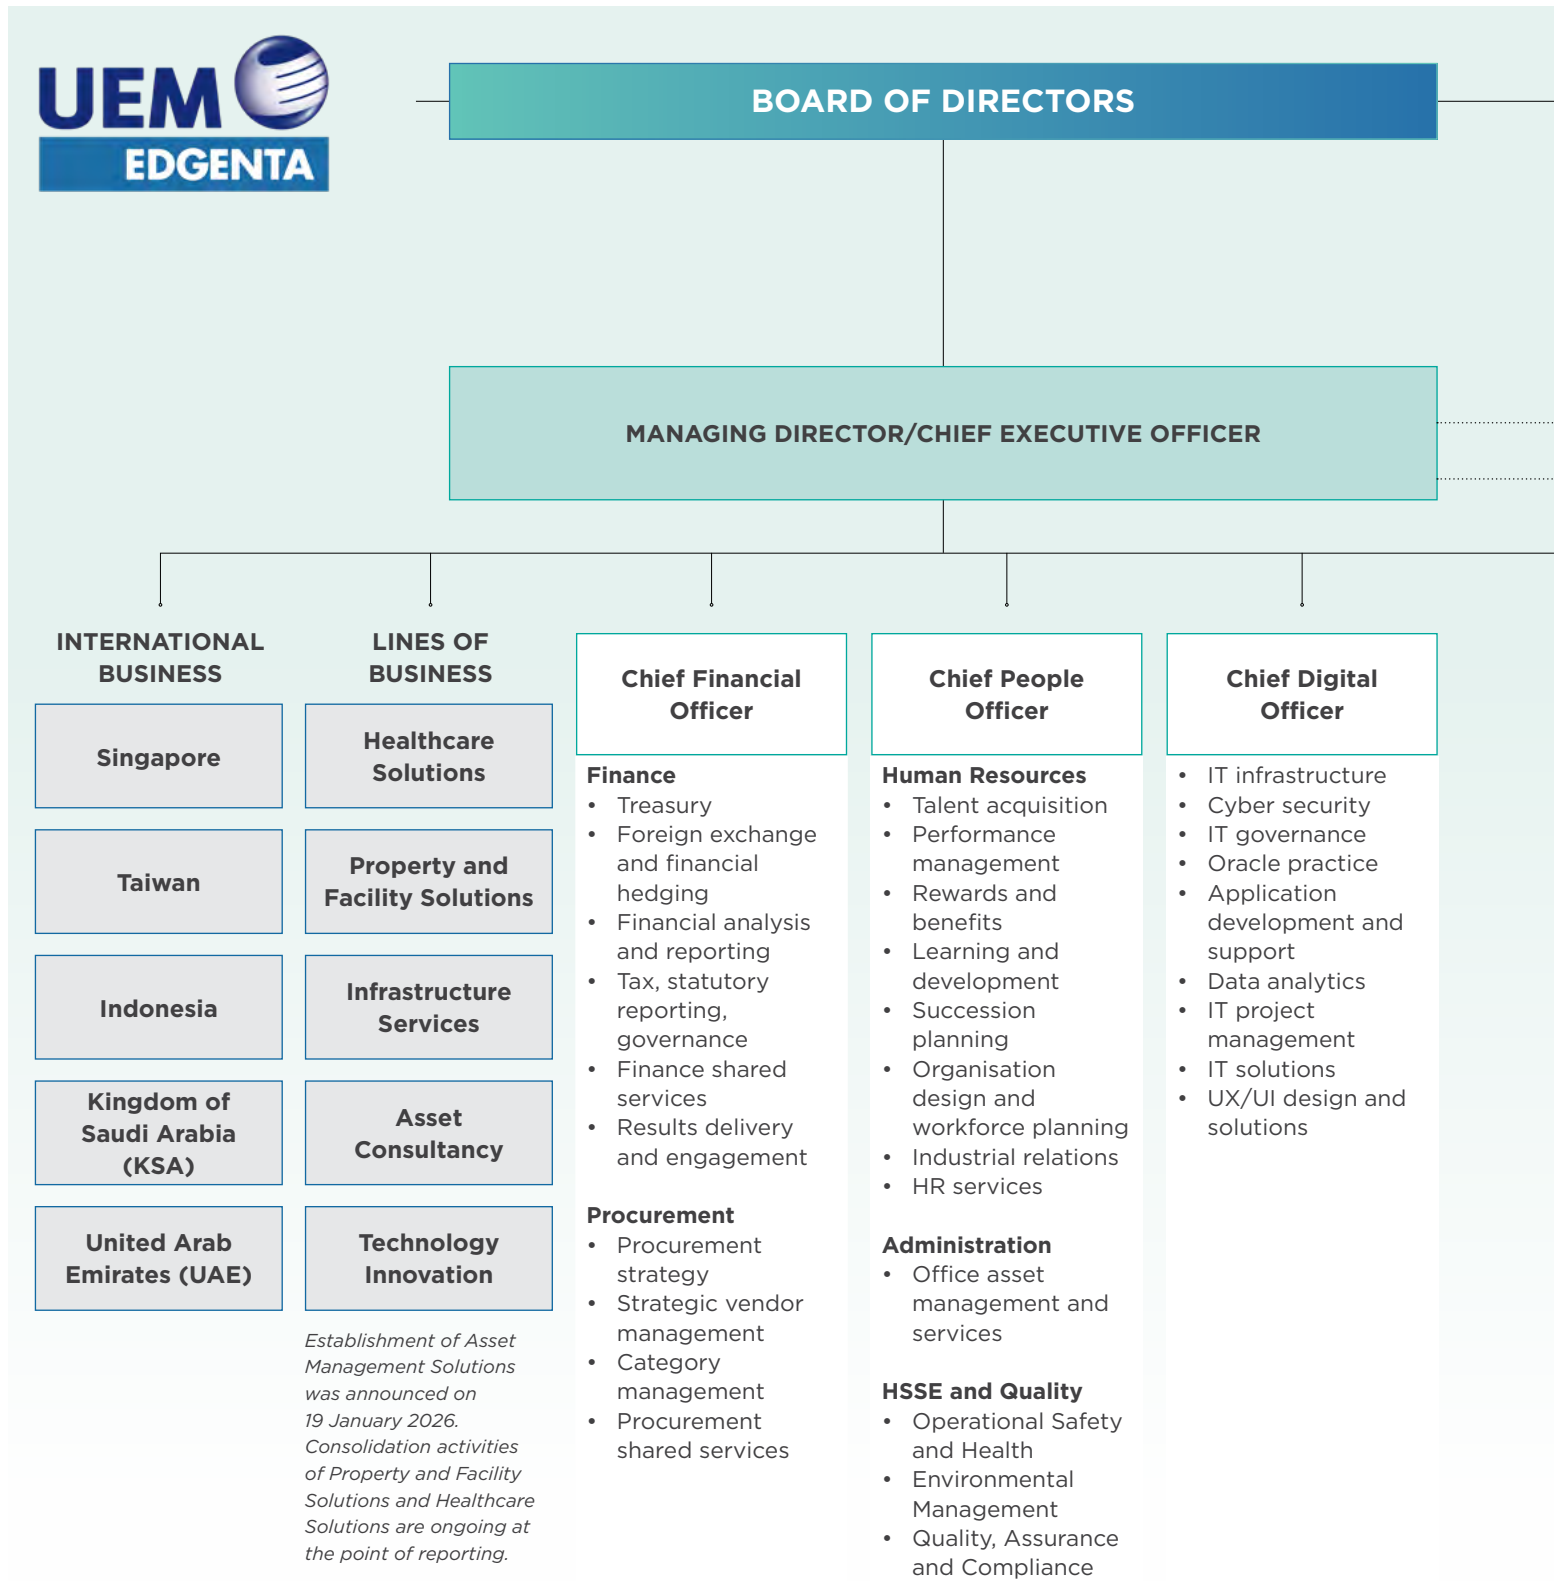 UEM
EDGENTA
BOARD OF DIRECTORS
MANAGING DIRECTOR/CHIEF EXECUTIVE OFFICER
INTERNATIONAL
BUSINESS
Singapore
Taiwan
Indonesia
Kingdom of
Saudi Arabia
(KSA)
United Arab
Emirates (UAE)
LINES OF
BUSINESS
Healthcare
Solutions
Property and
Facility Solutions
Infrastructure
Services
Asset
Consultancy
Technology
Innovation
Establishment of Asset
Management Solutions
was announced on
19 January 2026.
Consolidation activities
of Property and Facility
Solutions and Healthcare
Solutions are ongoing at
the point of reporting.
Chief Financial
Officer
Finance
• Treasury
• Foreign exchange
and financial
hedging
• Financial analysis
and reporting
• Tax, statutory
reporting,
governance
• Finance shared
services
• Results delivery
and engagement
Procurement
• Procurement
strategy
• Strategic vendor
management
• Category
management
• Procurement
shared services
Chief People
Officer
Human Resources
• Talent acquisition
• Performance
management
• Rewards and
benefits
• Learning and
development
• Succession
planning
• Organisation
design and
workforce planning
• Industrial relations
• HR services
Administration
• Office asset
management and
services
HSSE and Quality
• Operational Safety
and Health
• Environmental
Management
• Quality, Assurance
and Compliance
Chief Digital
Officer
• IT infrastructure
• Cyber security
• IT governance
• Oracle practice
• Application
development and
support
• Data analytics
• IT project
management
• IT solutions
• UX/UI design and
solutions